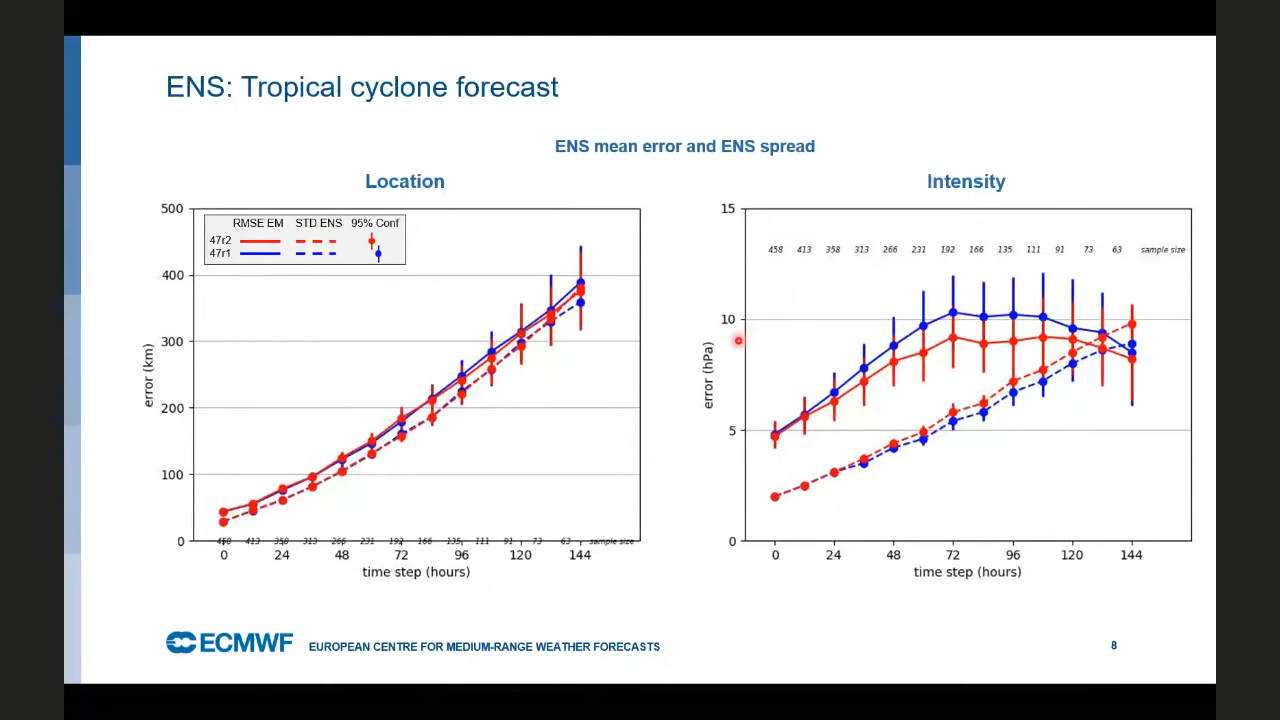 ENS: Tropical cyclone forecast
ENS mean error and ENS spread
Location
500
400
300
200
100
0
error (km)
RMSE EM STD ENS 95% Conf
47r2
47r1
458 413 358 313 266 231 192 166 135 111 91 73 63 sample size
0 24 48 72 96 120 144
time step (hours)
Intensity
15
10
5
0
error (hPa)
458 413 358 313 266 231 192 166 135 111 91 73 63 sample size
0 24 48 72 96 120 144
time step (hours)
ECMWF EUROPEAN CENTRE FOR MEDIUM-RANGE WEATHER FORECASTS
8